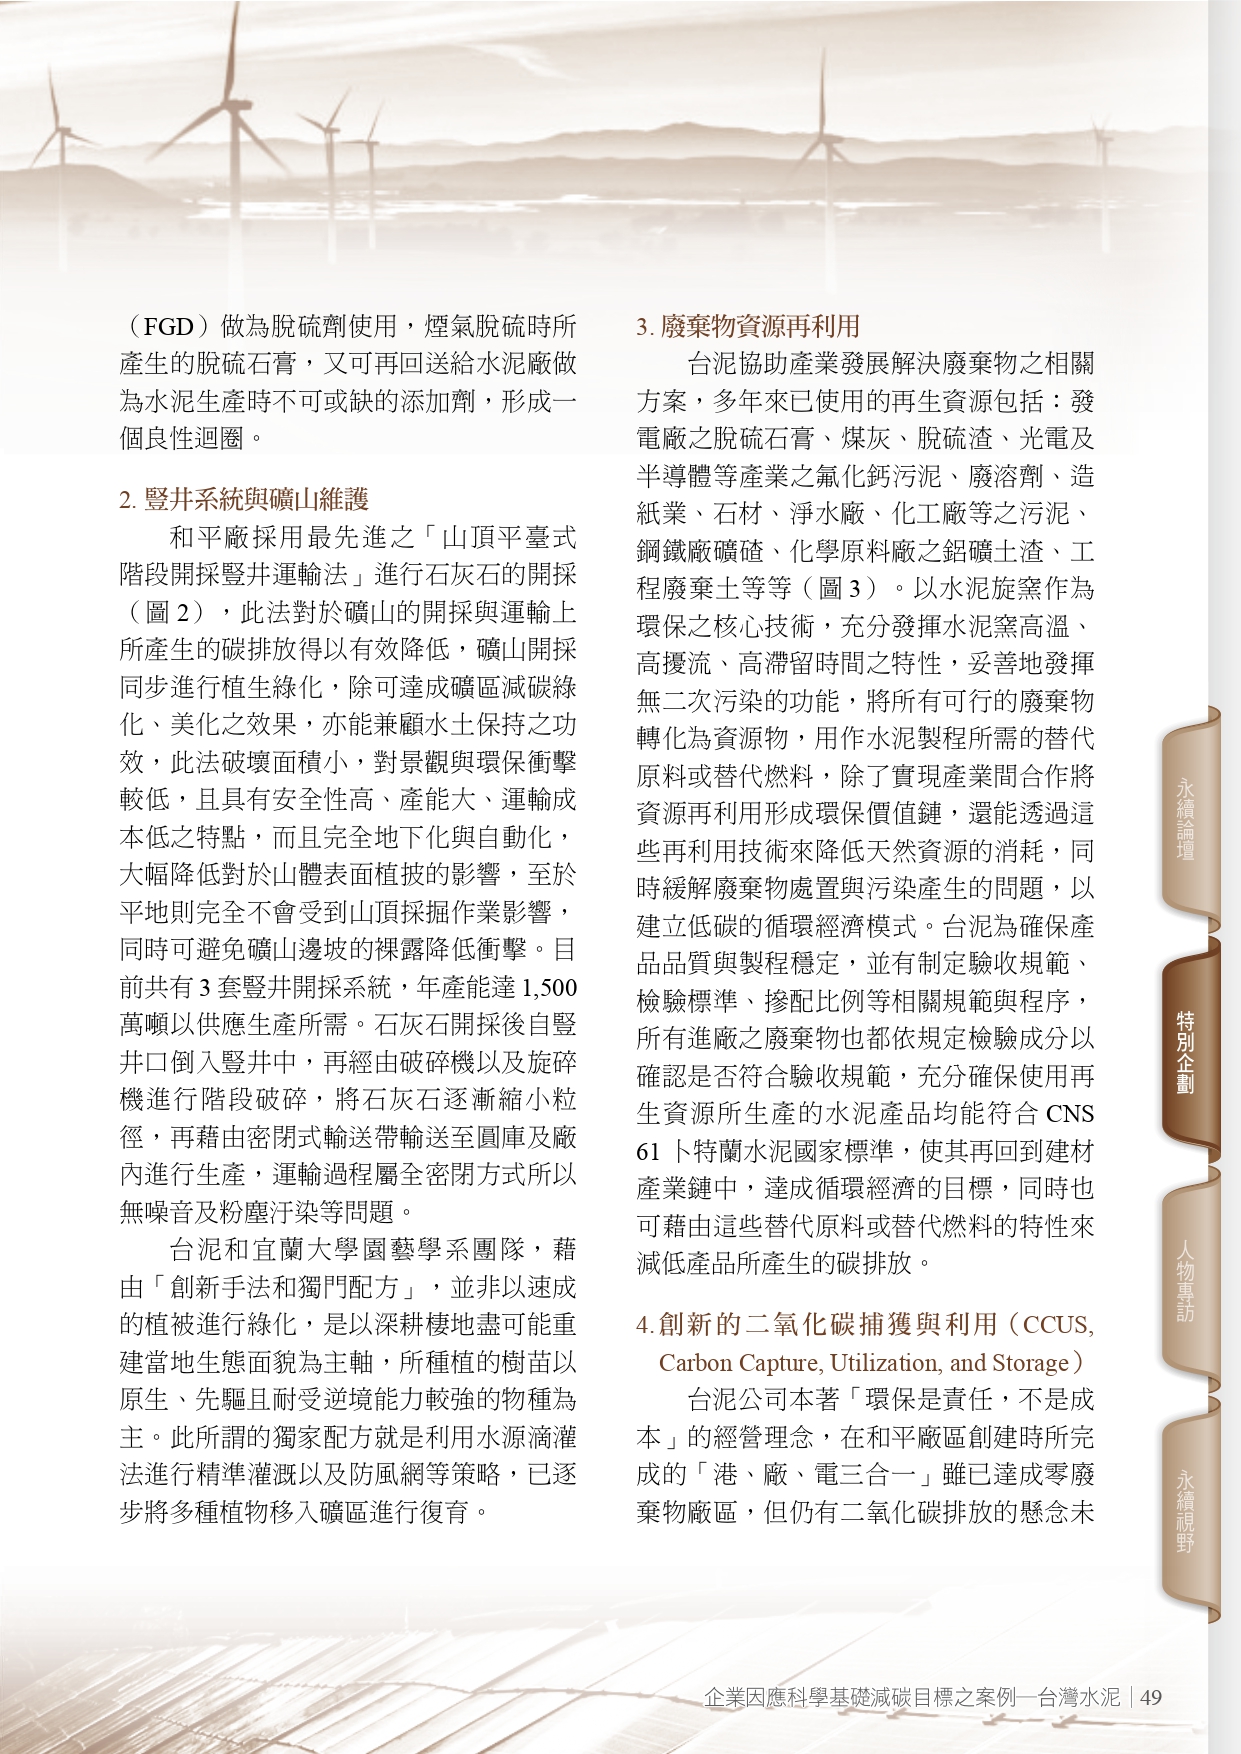 （FGD）做為脫硫劑使用，煙氣脫硫時所
產生的脫硫石膏，又可再回送給水泥廠做
為水泥生產時不可或缺的添加劑，形成一
個良性迴圈。
2. 豎井系統與礦山維護
和平廠採用最先進之「山頂平臺式
階段開採豎井運輸法」進行石灰石的開採
（圖 2），此法對於礦山的開採與運輸上
所產生的碳排放得以有效降低，礦山開採
同步進行植生綠化，除可達成礦區減碳綠
化、美化之效果，亦能兼顧水土保持之功
效，此法破壞面積小，對景觀與環保衝擊
較低，且具有安全性高、產能大、運輸成
本低之特點，而且完全地下化與自動化，
大幅降低對於山體表面植披的影響，至於
平地則完全不會受到山頂採掘作業影響，
同時可避免礦山邊坡的裸露降低衝擊。目
前共有 3 套豎井開採系統，年產能達 1,500
萬噸以供應生產所需。石灰石開採後自豎
井口倒入豎井中，再經由破碎機以及旋碎
機進行階段破碎，將石灰石逐漸縮小粒
徑，再藉由密閉式輸送帶輸送至圓庫及廠
內進行生產，運輸過程屬全密閉方式所以
無噪音及粉塵汙染等問題。
台泥和宜蘭大學園藝學系團隊，藉
由「創新手法和獨門配方」，並非以速成
的植被進行綠化，是以深耕棲地盡可能重
建當地生態面貌為主軸，所種植的樹苗以
原生、先驅且耐受逆境能力較強的物種為
主。此所謂的獨家配方就是利用水源滴灌
法進行精準灌溉以及防風網等策略，已逐
步將多種植物移入礦區進行復育。
3. 廢棄物資源再利用
台泥協助產業發展解決廢棄物之相關
方案，多年來已使用的再生資源包括：發
電廠之脫硫石膏、煤灰、脫硫渣、光電及
半導體等產業之氟化鈣污泥、廢溶劑、造
紙業、石材、淨水廠、化工廠等之污泥、
鋼鐵廠礦碴、化學原料廠之鋁礦土渣、工
程廢棄土等等（圖 3）。以水泥旋窯作為
環保之核心技術，充分發揮水泥窯高溫、
高擾流、高滯留時間之特性，妥善地發揮
無二次污染的功能，將所有可行的廢棄物
轉化為資源物，用作水泥製程所需的替代
原料或替代燃料，除了實現產業間合作將
資源再利用形成環保價值鏈，還能透過這
些再利用技術來降低天然資源的消耗，同
時緩解廢棄物處置與污染產生的問題，以
建立低碳的循環經濟模式。台泥為確保產
品品質與製程穩定，並有制定驗收規範、
檢驗標準、摻配比例等相關規範與程序，
所有進廠之廢棄物也都依規定檢驗成分以
確認是否符合驗收規範，充分確保使用再
生資源所生產的水泥產品均能符合 CNS
61 卜特蘭水泥國家標準，使其再回到建材
產業鏈中，達成循環經濟的目標，同時也
可藉由這些替代原料或替代燃料的特性來
減低產品所產生的碳排放。
4. 創新的二氧化碳捕獲與利用（CCUS,
Carbon Capture, Utilization, and Storage）
台泥公司本著「環保是責任，不是成
本」的經營理念，在和平廠區創建時所完
成的「港、廠、電三合一」雖已達成零廢
棄物廠區，但仍有二氧化碳排放的懸念未
永續論壇
特別企劃
人物專訪
永續視野
企業因應科學基礎減碳目標之案例—台灣水泥｜49